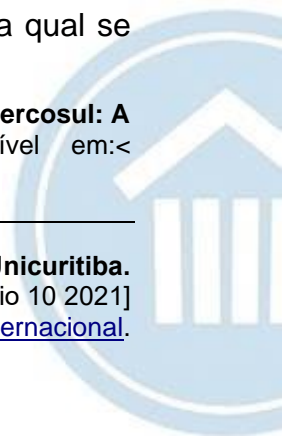 a qual se
ercosul: A
ível em:<
Unicuritiba.
io 10 2021]
ernacional.